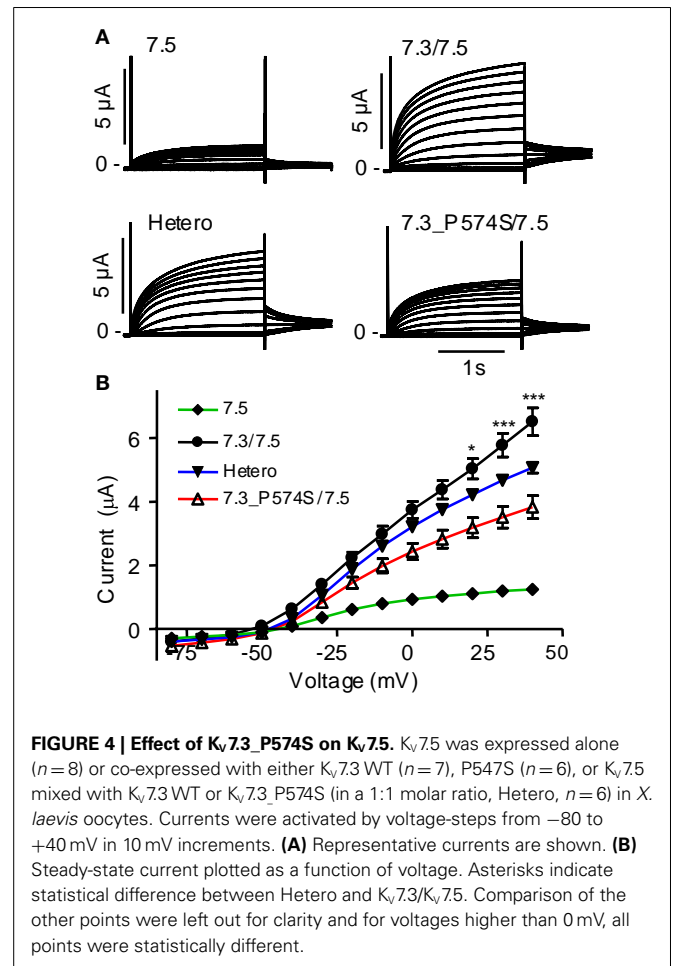 A
7.5
7.3/7.5
5 µA
0 -
5 µA
0 -
Hetero
7.3_P574S/7.5
5 µA
0 -
5 µA
0 -
1s
B
7.5
7.3/7.5
Hetero
7.3_P574S/7.5
* *** ***
Current (µA)
6
4
2
0
-75 -50 -25 0 25 50
Voltage (mV)
FIGURE 4 | Effect of KV7.3_P574S on KV7.5. KV7.5 was expressed alone
(n = 8) or co-expressed with either KV7.3 WT (n = 7), P547S (n = 6), or KV7.5
mixed with KV7.3 WT or KV7.3_P574S (in a 1:1 molar ratio, Hetero, n = 6) in X.
laevis oocytes. Currents were activated by voltage-steps from −80 to
+40 mV in 10 mV increments. (A) Representative currents are shown. (B)
Steady-state current plotted as a function of voltage. Asterisks indicate
statistical difference between Hetero and KV7.3/KV7.5. Comparison of the
other points were left out for clarity and for voltages higher than 0 mV, all
points were statistically different.